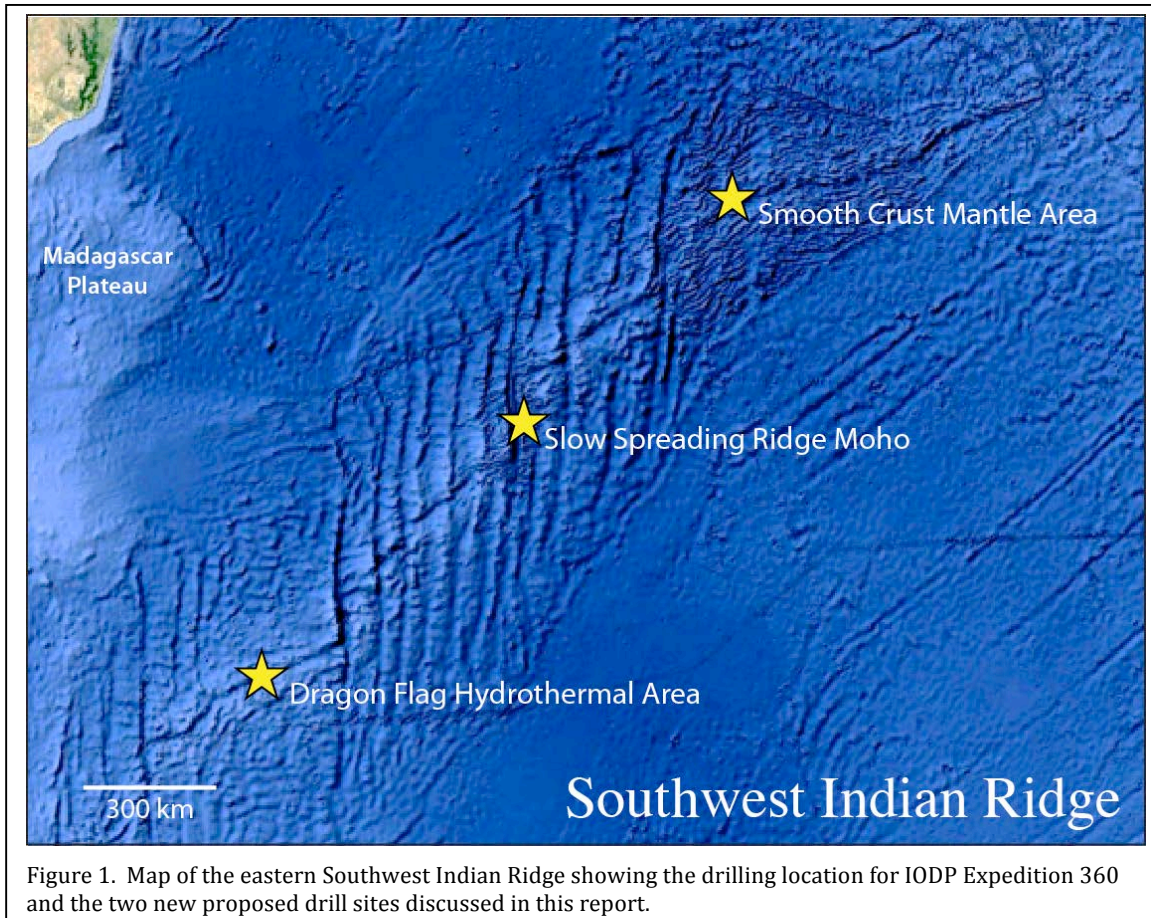 Smooth Crust Mantle Area
Madagascar
Plateau
Slow Spreading Ridge Moho
Dragon Flag Hydrothermal Area
300 km
Southwest Indian Ridge
Figure 1. Map of the eastern Southwest Indian Ridge showing the drilling location for IODP Expedition 360
and the two new proposed drill sites discussed in this report.